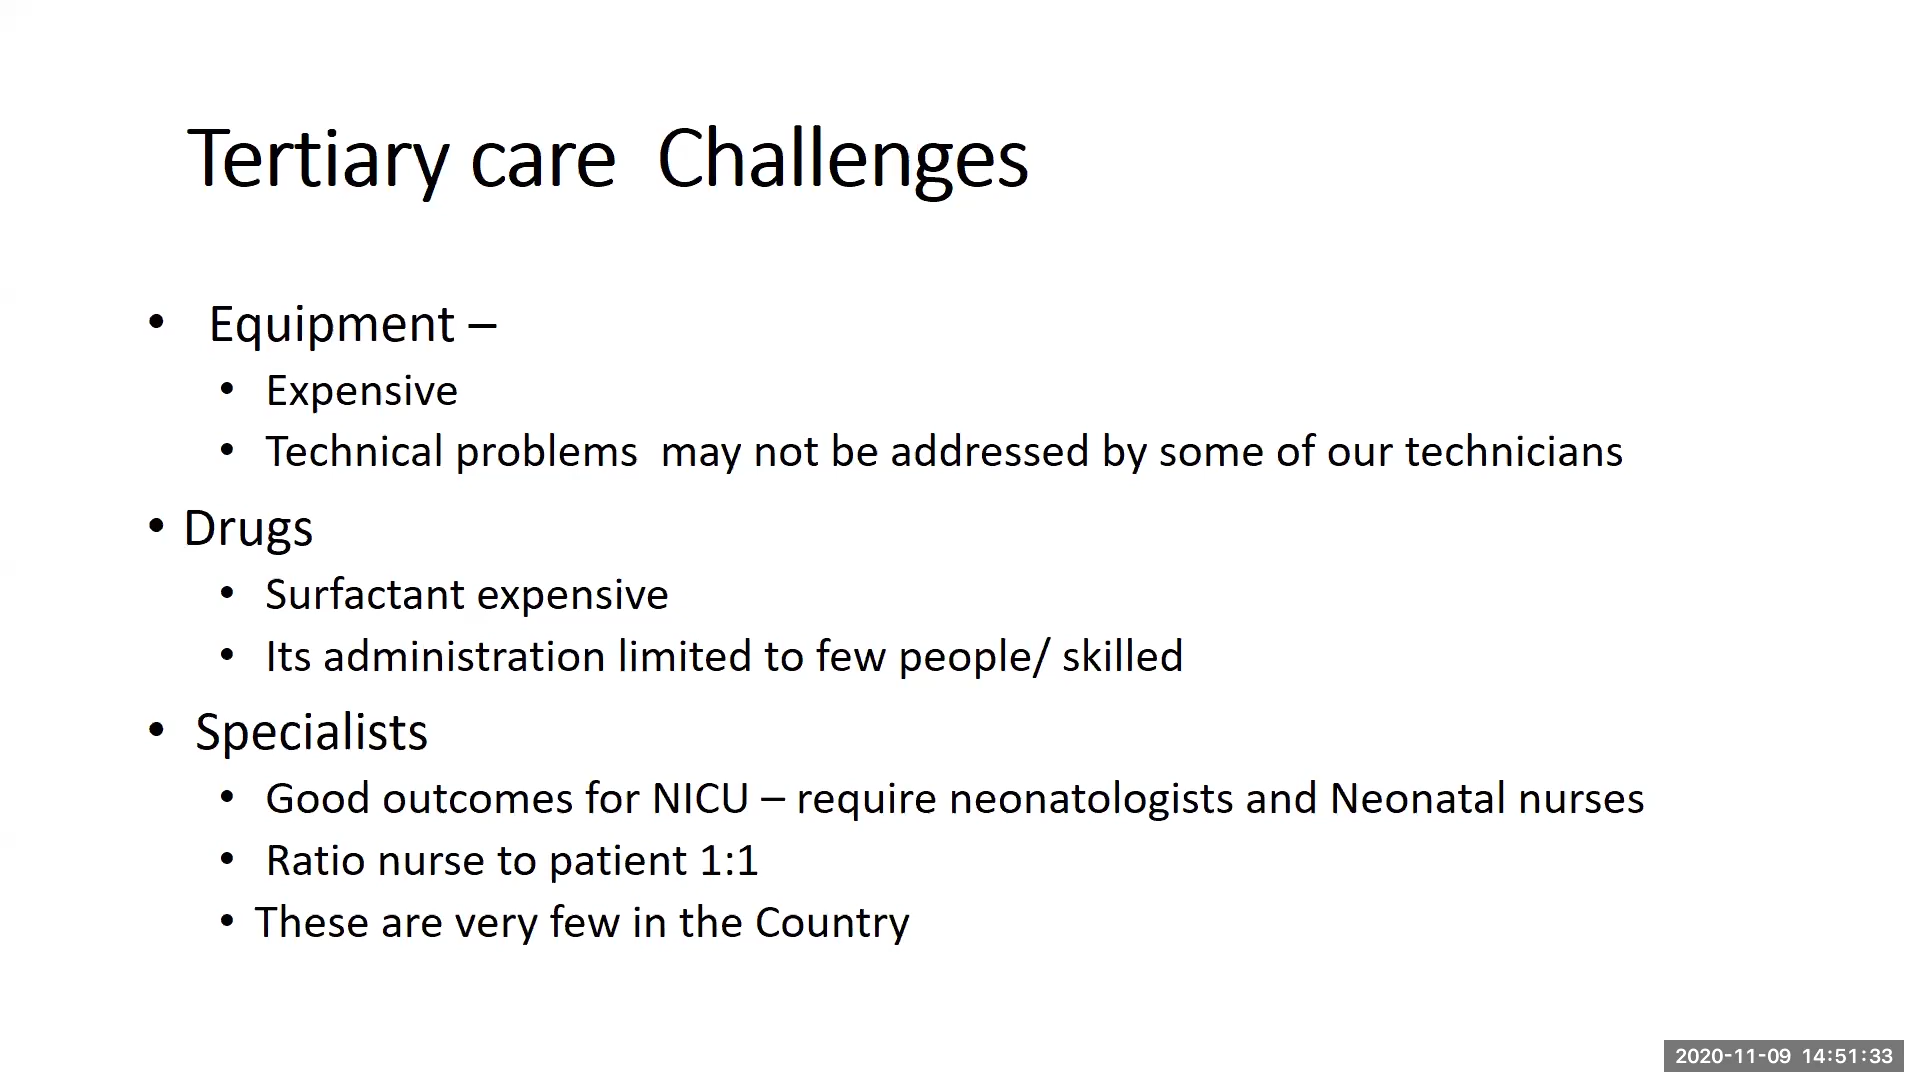 Tertiary care  Challenges
• Equipment –
• Expensive
• Technical problems  may not be addressed by some of our technicians
• Drugs
• Surfactant expensive
• Its administration limited to few people/ skilled
• Specialists
• Good outcomes for NICU – require neonatologists and Neonatal nurses
• Ratio nurse to patient 1:1
• These are very few in the Country
2020-11-09 14:51:33